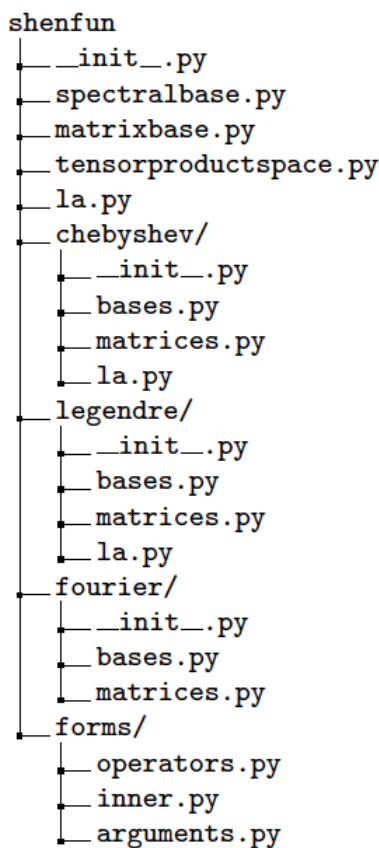 shenfun
__init__.py
spectralbase.py
matrixbase.py
tensorproductspace.py
la.py
chebyshev/
__init__.py
bases.py
matrices.py
la.py
legendre/
__init__.py
bases.py
matrices.py
la.py
fourier/
__init__.py
bases.py
matrices.py
forms/
operators.py
inner.py
arguments.py